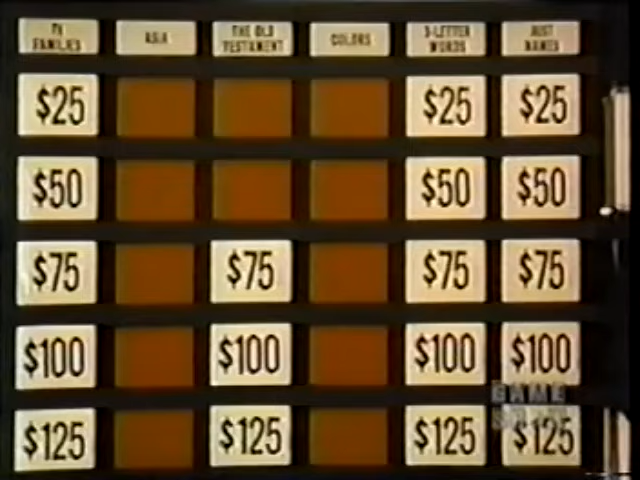 TV FAMILIES ASIA THE OLD TESTAMENT COLORS 3-LETTER WORDS JUST NAMES
$25 $25 $25
$50 $50 $50
$75 $75 $75 $75
$100 $100 $100 $100
$125 $125 $125 $125
GAME